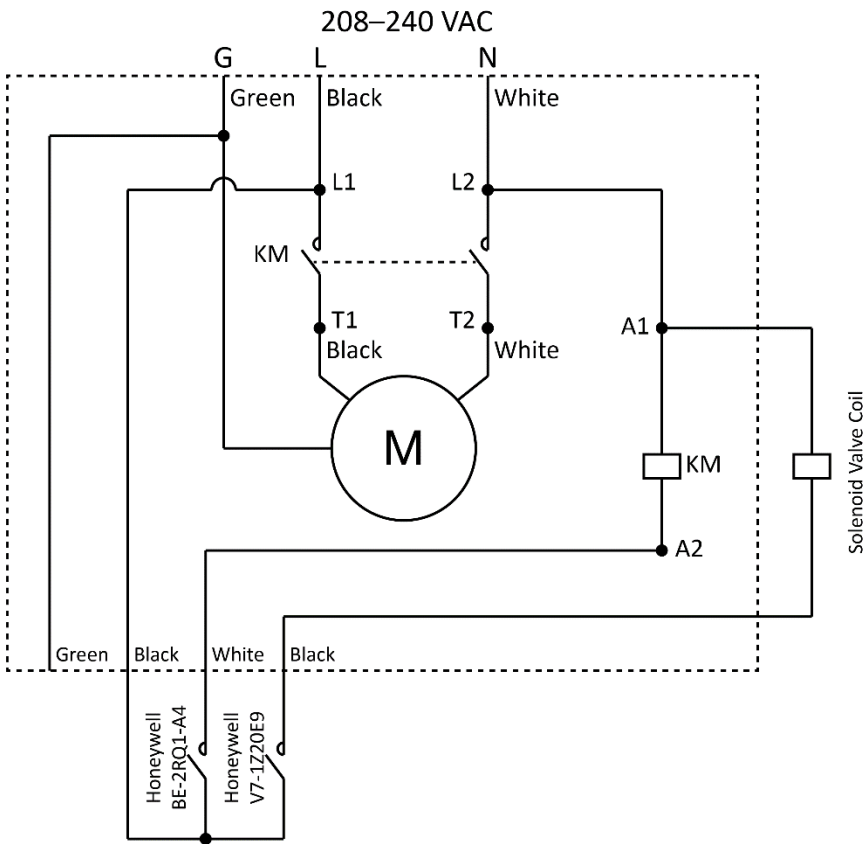 208–240 VAC
G
L
N
Green
Black
White
L1
L2
KM
T1
T2
A1
Black
White
M
KM
Solenoid Valve Coil
A2
Green
Black
White
Black
Honeywell
BE-2RQ1-A4
Honeywell
V7-1Z20E9